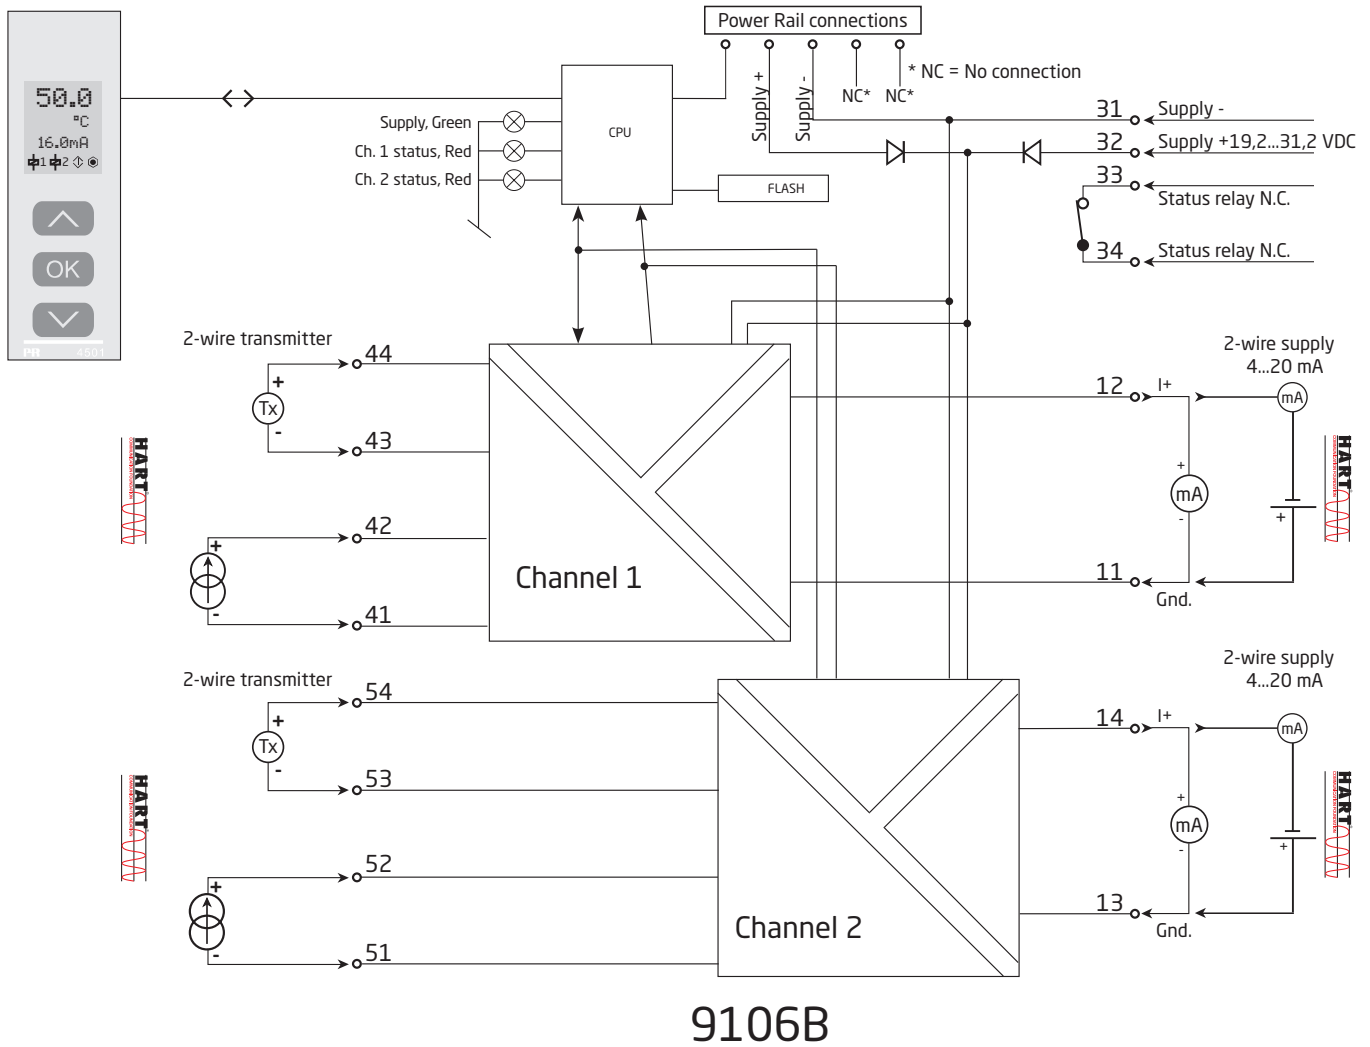 Power Rail connections
* NC = No connection
Supply +
Supply -
NC*
NC*
50.0
°C
16.0mA
1 2
OK
PR 4501
Supply, Green
Ch. 1 status, Red
Ch. 2 status, Red
CPU
FLASH
31 Supply -
32 Supply +19,2...31,2 VDC
33
Status relay N.C.
34 Status relay N.C.
2-wire transmitter
44
+
Tx
-
43
HART
42
+
-
41
Channel 1
12 I+
2-wire supply
4...20 mA
mA
+
mA
-
+
11
Gnd.
HART
2-wire transmitter
54
+
Tx
-
53
HART
52
+
-
51
Channel 2
14 I+
2-wire supply
4...20 mA
mA
+
mA
-
+
13
Gnd.
HART
9106B